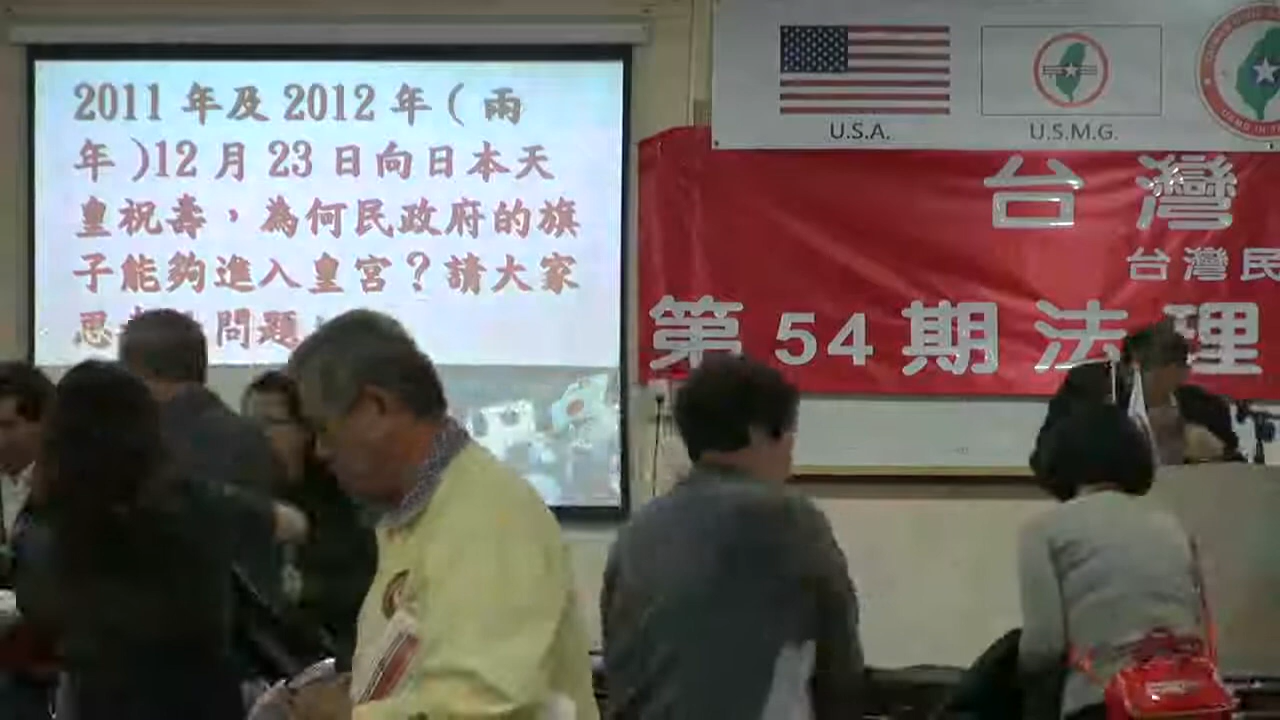 2011 年及 2012 年 ( 兩
年 )12 月 23 日向日本天
皇祝壽，為何民政府的旗
子能夠進入皇宮？請大家
思 問題
U.S.A.
U.S.M.G.
台灣
台灣民
第 54 期法理